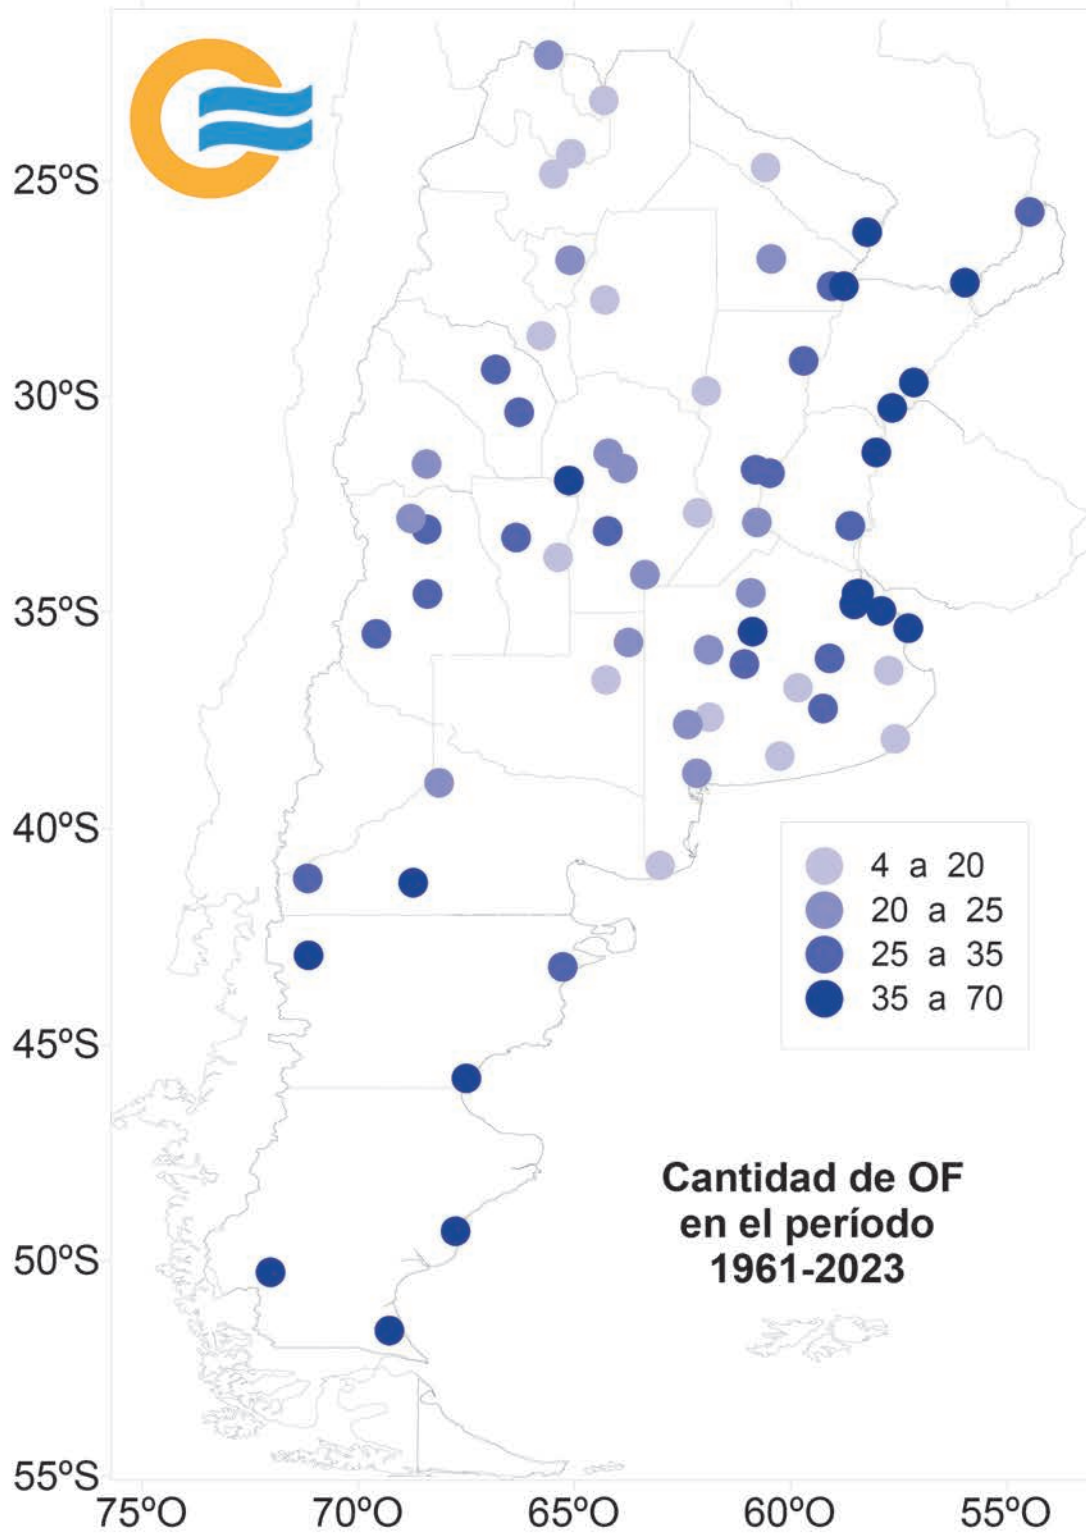 25ºS
30ºS
35ºS
40ºS
4 a 20
20 a 25
25 a 35
35 a 70
45ºS
Cantidad de OF
en el período
1961-2023
50ºS
55ºS
75ºO 70ºO 65ºO 60ºO 55ºO